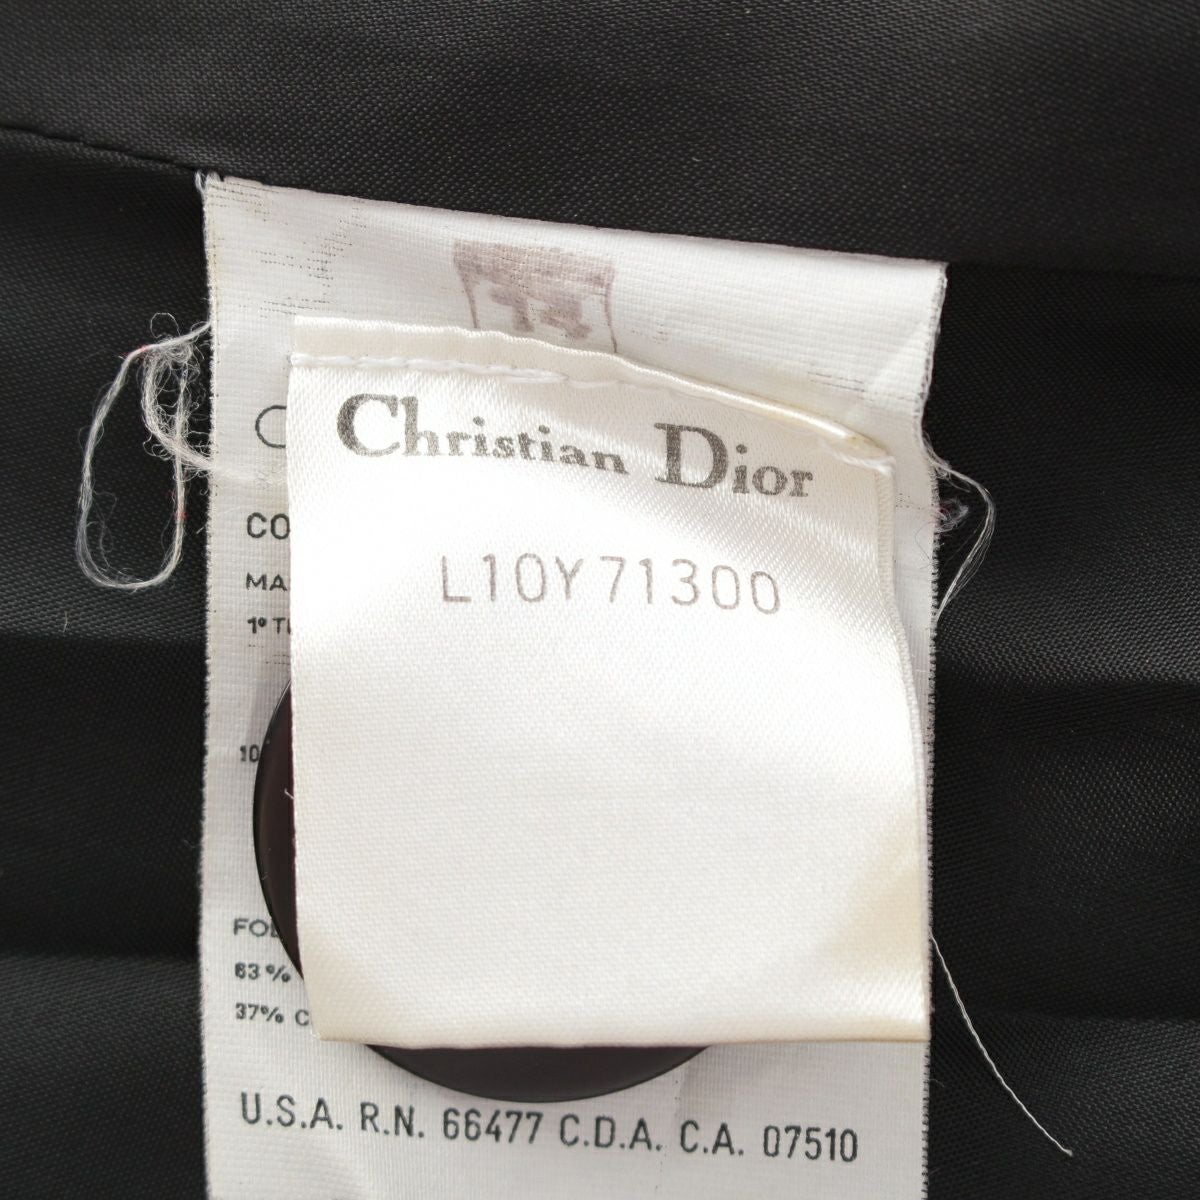 14
Christian Dior
L10Y71300
CO
MA
1° T
10
FO
63 %
37% C
U.S.A. R.N. 66477 C.D.A. C.A. 07510